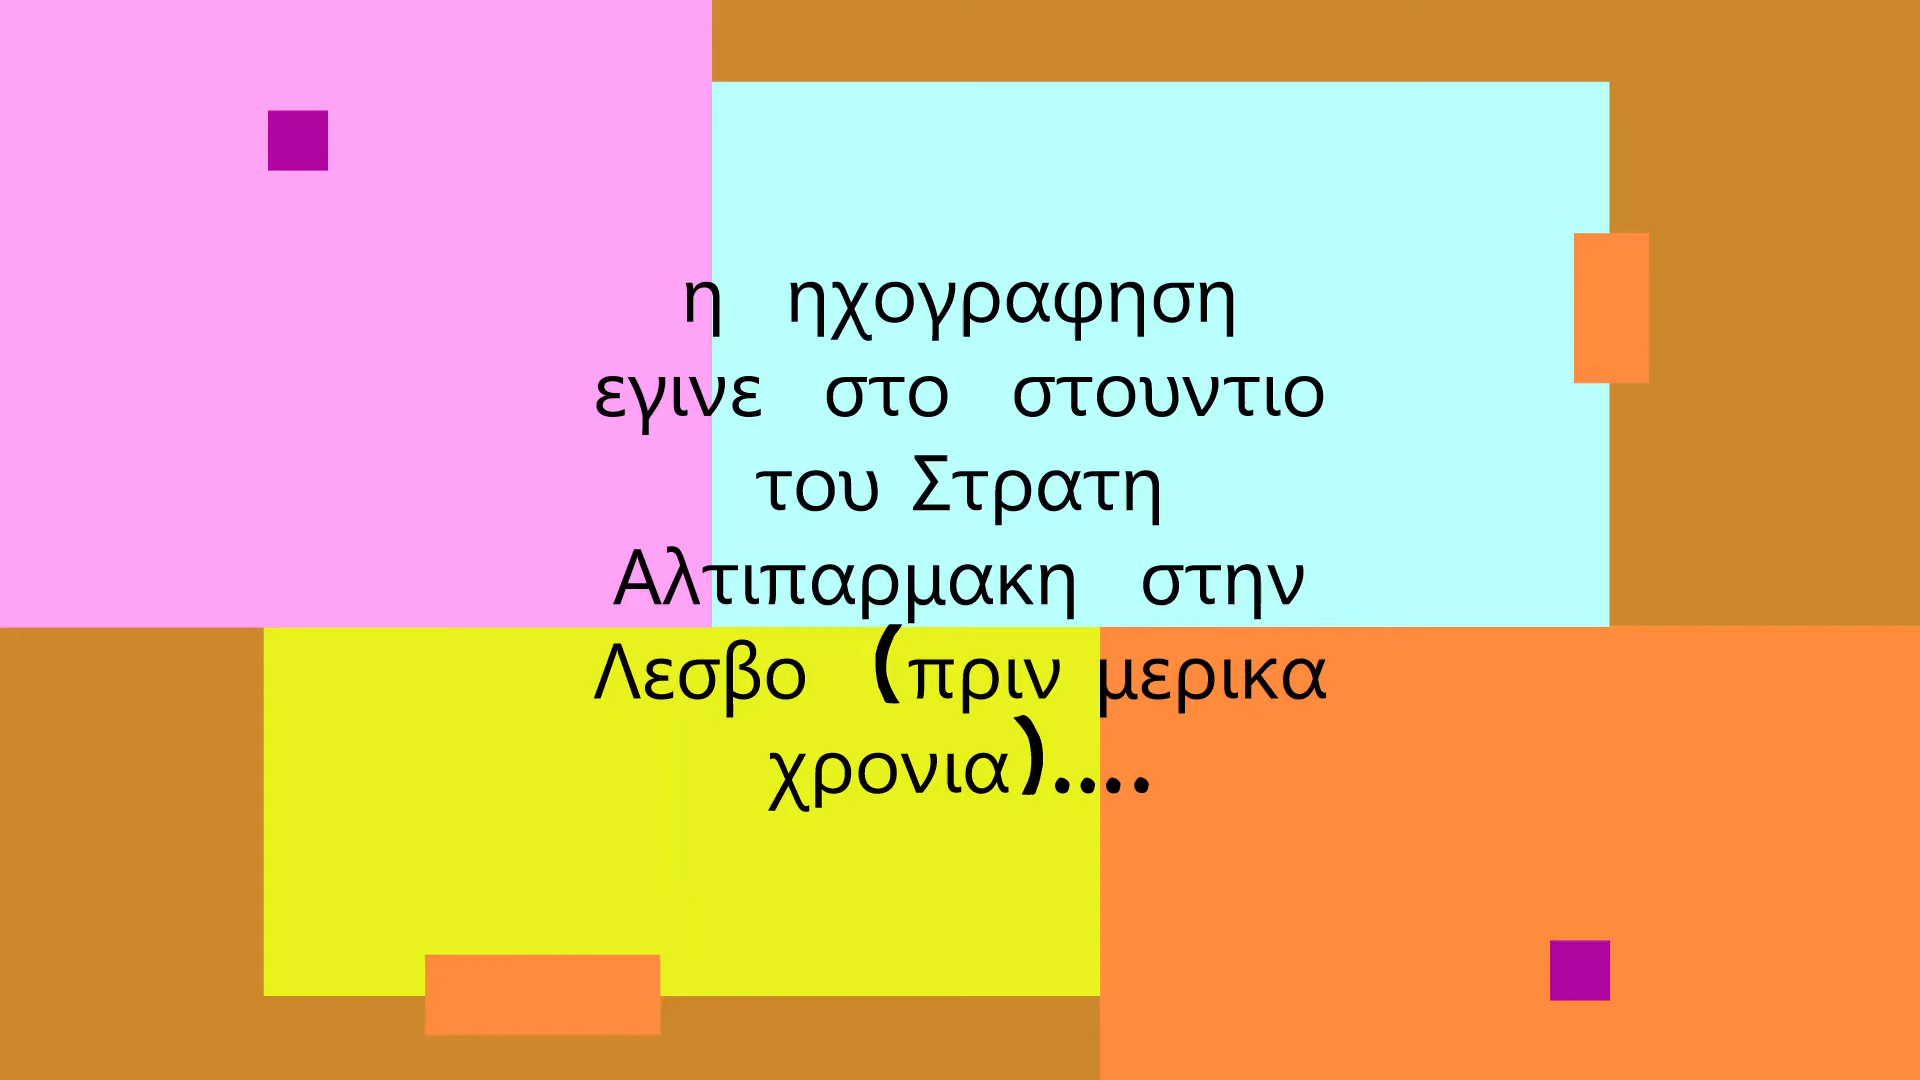 η ηχογραφηση
εγινε στο στουντιο
του Στρατη
Αλτιπαρμακη στην
Λεσβο (πριν μερικα
χρονια)....